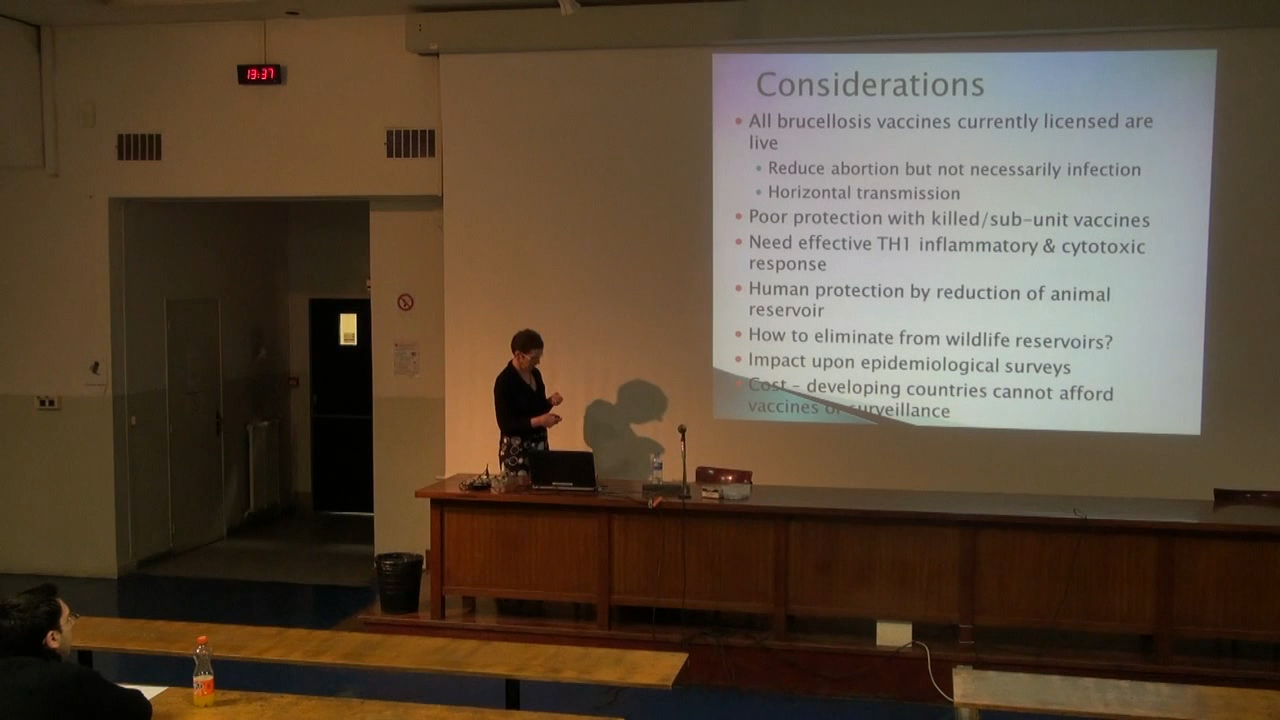 13:37
Considerations
• All brucellosis vaccines currently licensed are
live
• Reduce abortion but not necessarily infection
• Horizontal transmission
• Poor protection with killed/sub-unit vaccines
• Need effective TH1 inflammatory & cytotoxic
response
• Human protection by reduction of animal
reservoir
• How to eliminate from wildlife reservoirs?
• Impact upon epidemiological surveys
• Cost - developing countries cannot afford
vaccines or surveillance